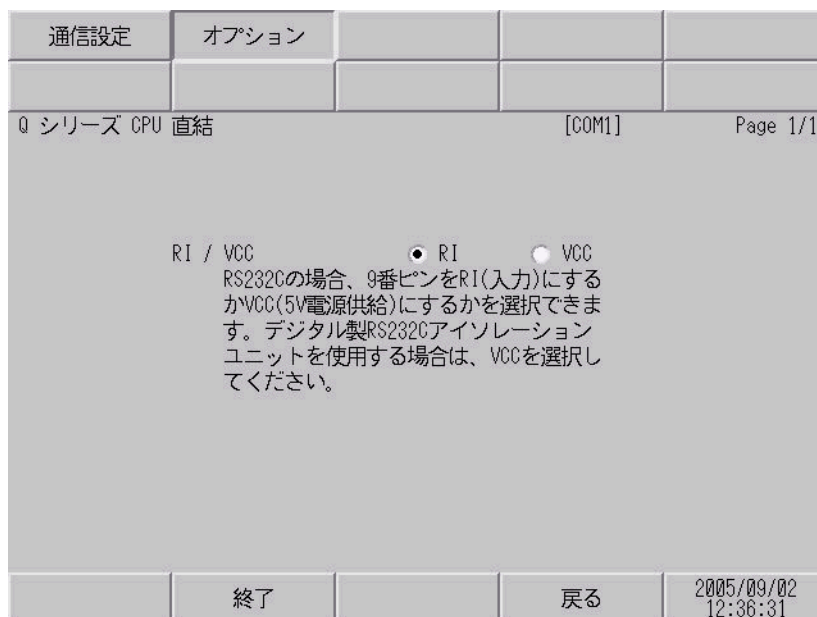 通信設定 オプション
Q シリーズ CPU 直結 [COM1] Page 1/1
RI / VCC RI VCC
RS232Cの場合、9番ピンをRI(入力)にする
かVCC(5V電源供給)にするかを選択できま
す。デジタル製RS232Cアイソレーション
ユニットを使用する場合は、VCCを選択し
てください。
終了 戻る 2005/09/02
12:36:31